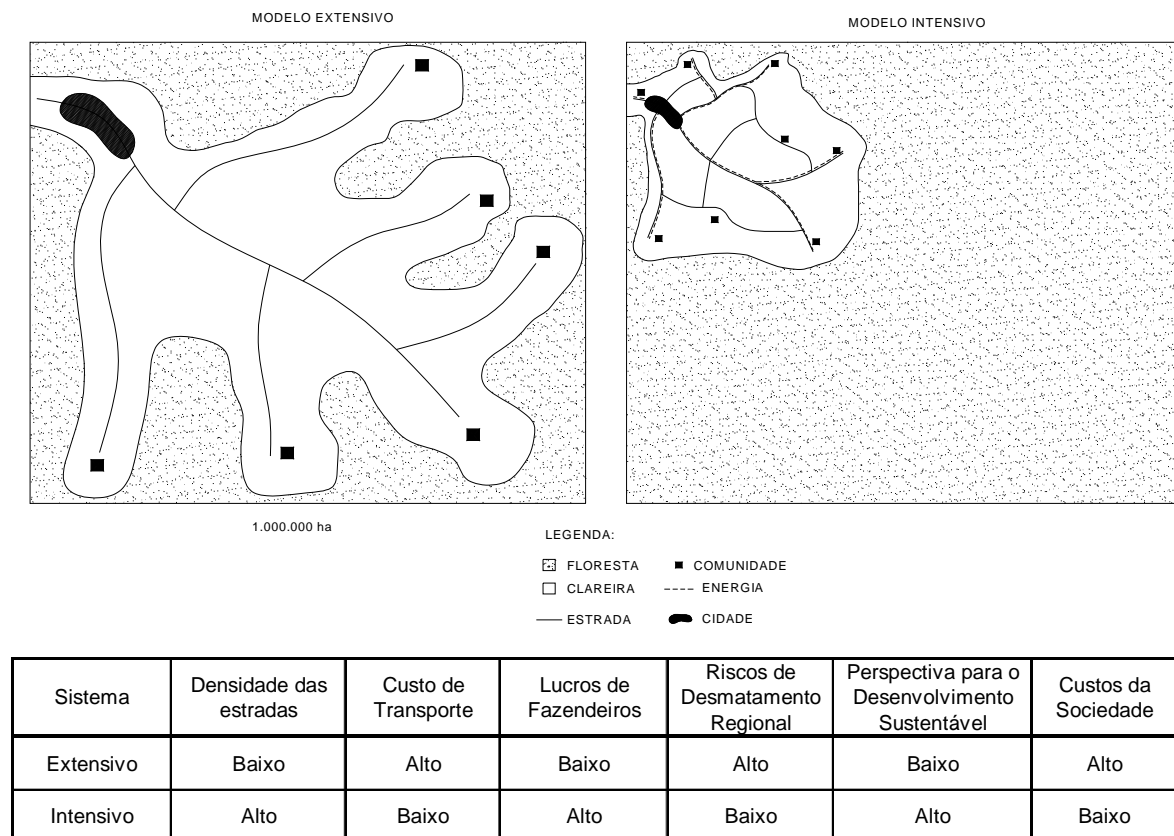 MODELO EXTENSIVO
MODELO INTENSIVO
1.000.000 ha
LEGENDA:
FLORESTA
COMUNIDADE
CLAREIRA
ENERGIA
ESTRADA
CIDADE
Sistema
Densidade das
estradas
Custo de
Transporte
Lucros de
Fazendeiros
Riscos de
Desmatamento
Regional
Perspectiva para o
Desenvolvimento
Sustentável
Custos da
Sociedade
Extensivo Baixo Alto Baixo Alto Baixo Alto
Intensivo Alto Baixo Alto Baixo Alto Baixo